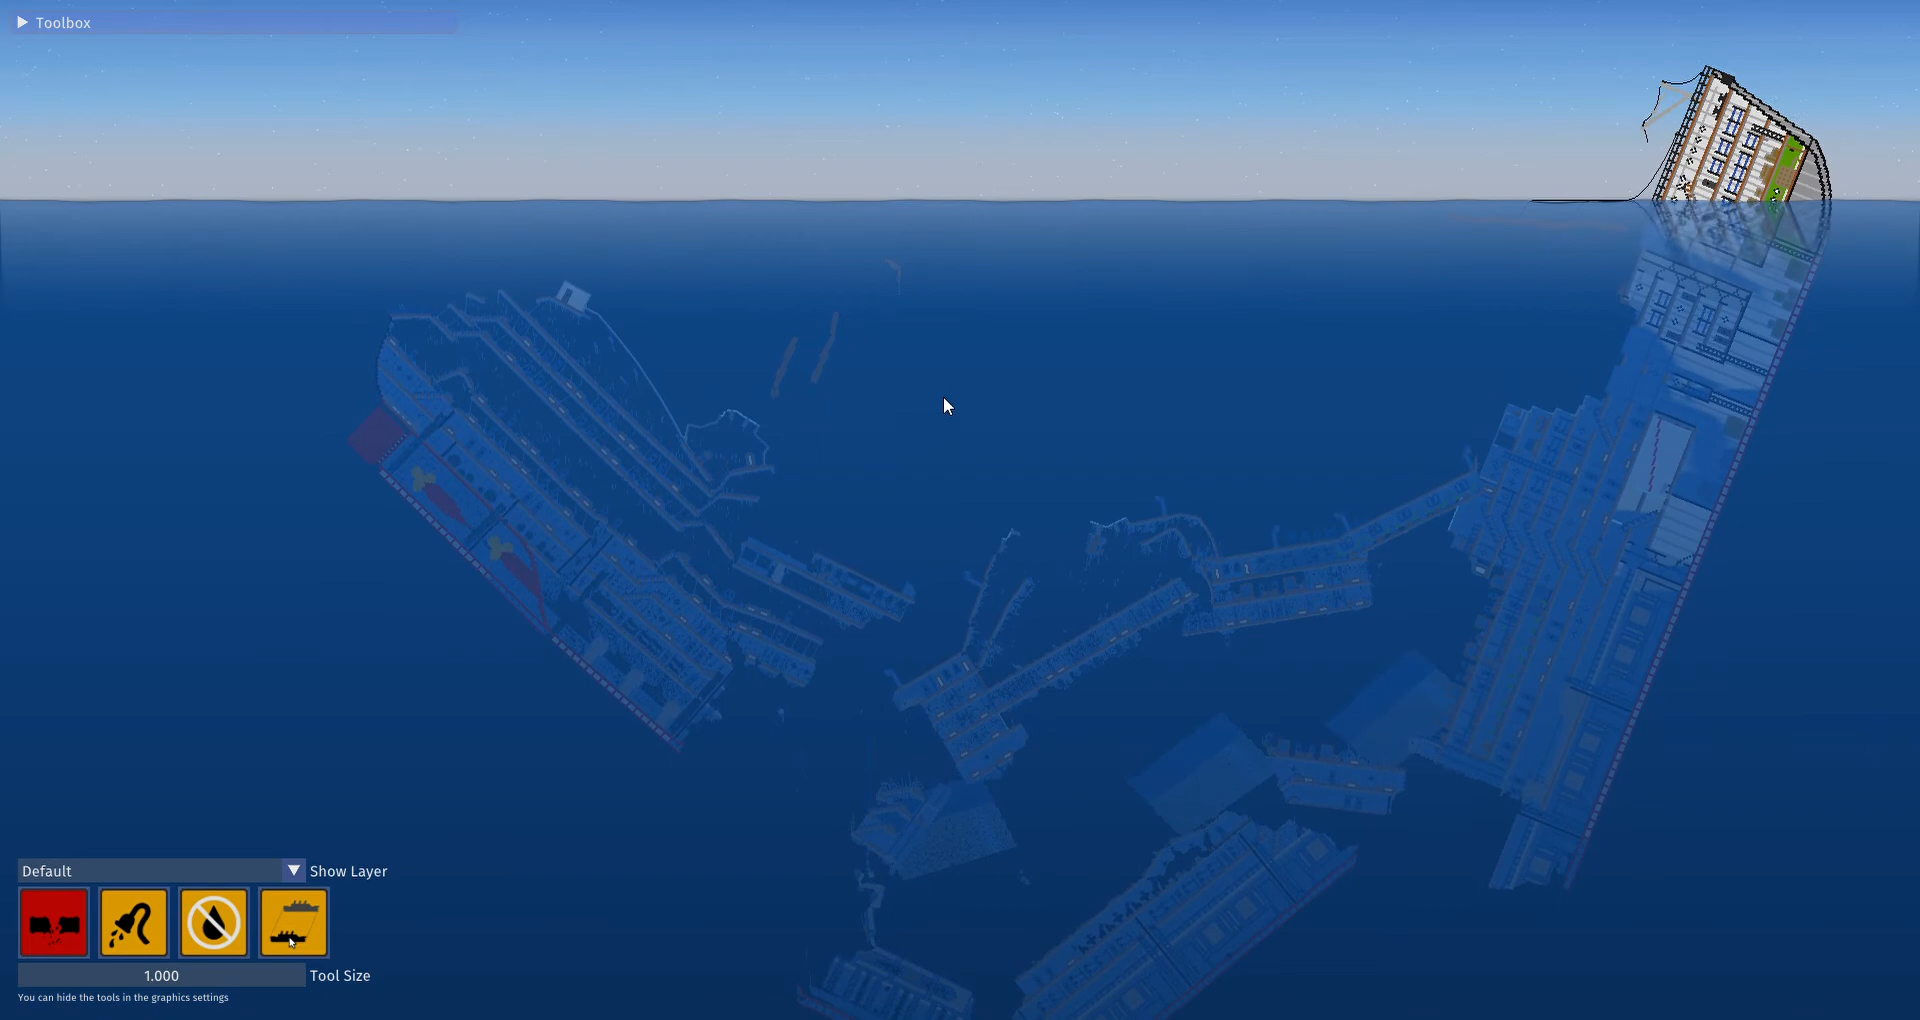 Toolbox
Default
Show Layer
1.000
Tool Size
You can hide the tools in the graphics settings